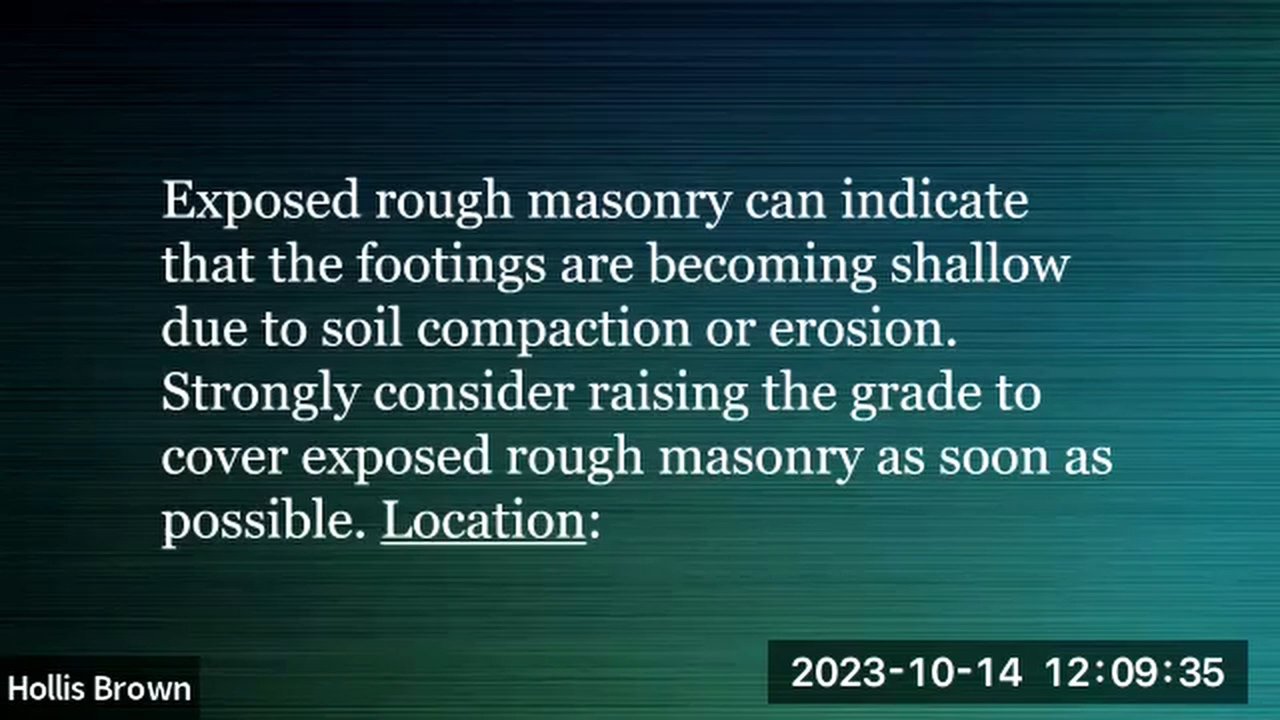 Exposed rough masonry can indicate
that the footings are becoming shallow
due to soil compaction or erosion.
Strongly consider raising the grade to
cover exposed rough masonry as soon as
possible. Location:
Hollis Brown
2023-10-14 12:09:35